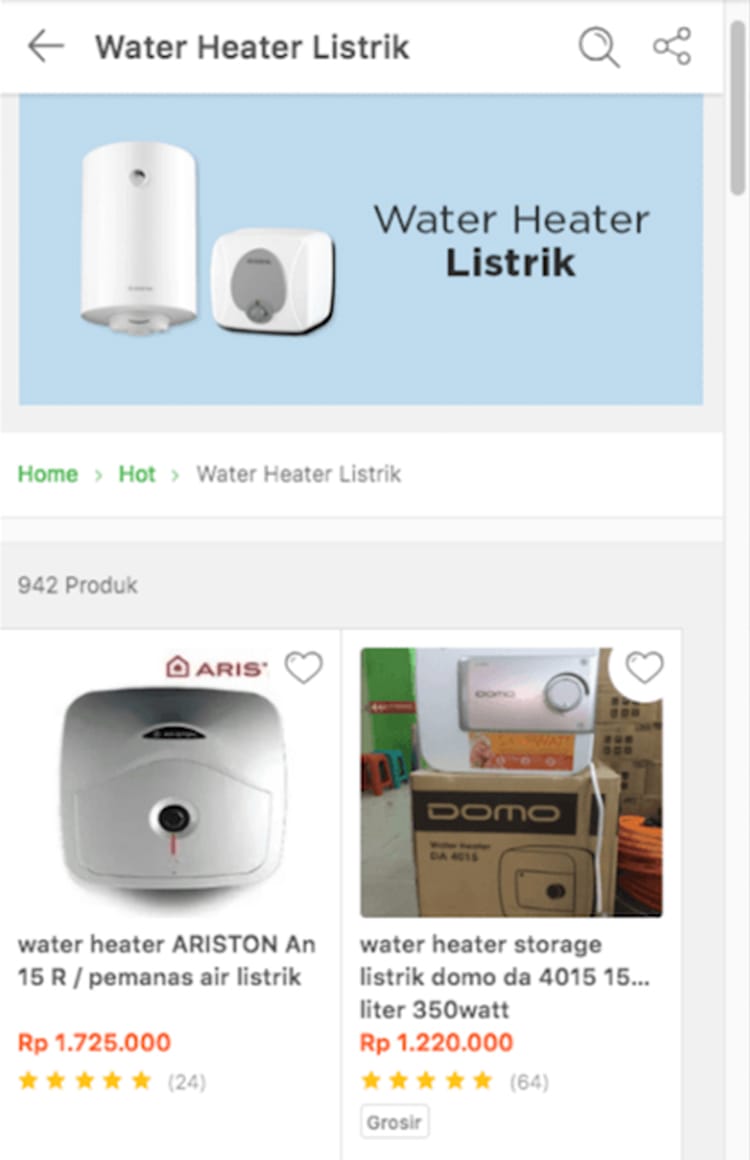 Water Heater Listrik
Water Heater
Listrik
Home > Hot > Water Heater Listrik
942 Produk
ARIS
DOMO
DOMO
Water Heater
DA 4015
water heater ARISTON An
15 R / pemanas air listrik
Rp 1.725.000
(24)
water heater storage
listrik domo da 4015 15...
liter 350watt
Rp 1.220.000
(64)
Grosir